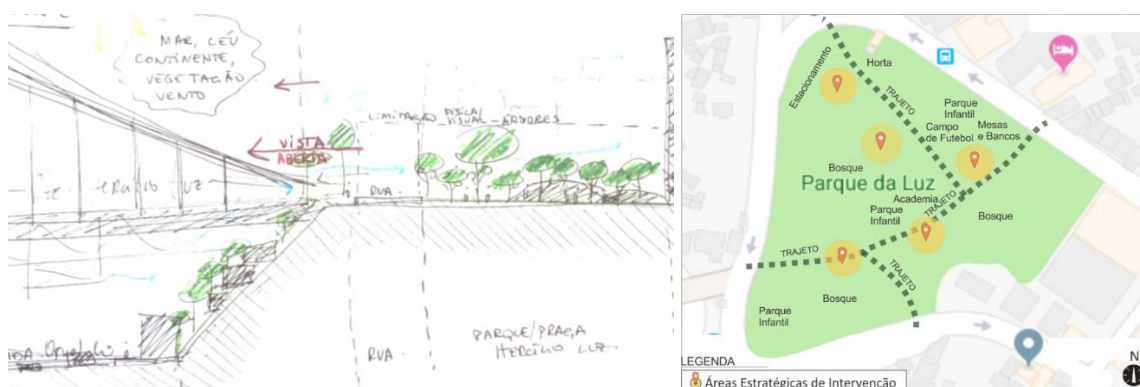 MAR, CEÚ
CONTINENTE,
VEGETAÇÃO
VENTO
LIMITAÇÃO FÍSICA/
VISUAL - ÁRVORES
VISTA
ABERTA
RUA
RUA.
PARQUE/PRAÇA
HERCÍLIO LUZ.
Estacionamento
Horta
TRAJETO
Parque
Infantil
Campo
de Futebol
Mesas
e Bancos
Bosque
Parque da Luz
Academia
Parque
Infantil
TRAJETO
Bosque
TRAJETO
TRAJETO
Bosque
Parque
Infantil
LEGENDA
Áreas Estratégicas de Intervenção
N